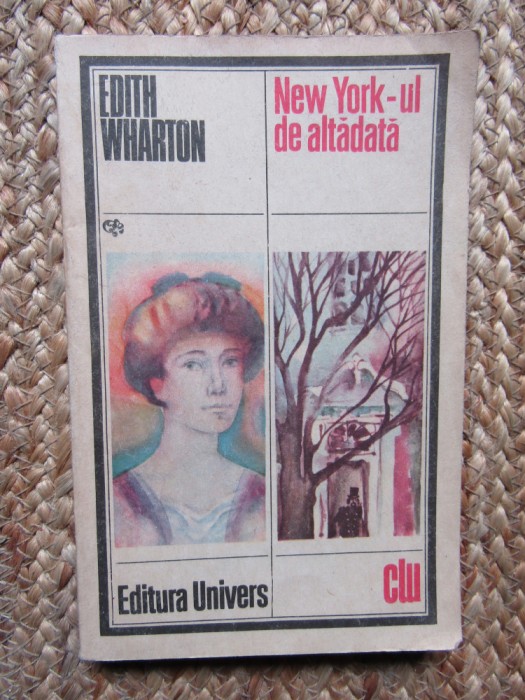 EDITH
WHARTON
New York-ul
de altădată
Editura Univers
clu